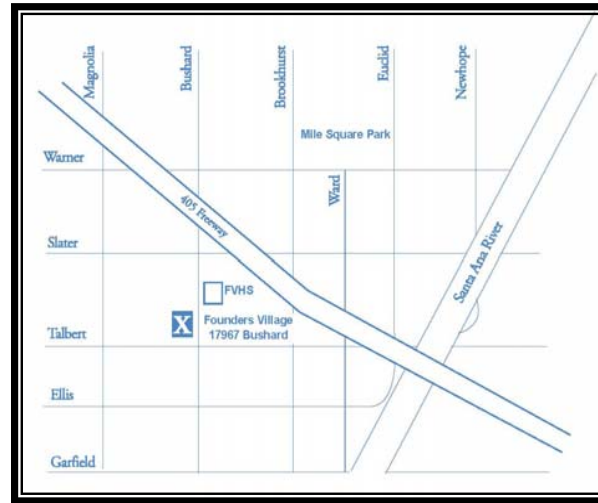 Magnolia
Bushard
Brookhurst
Euclid
Newhope
Mile Square Park
Warner
Ward
405 Freeway
Slater
Santa Ana River
FVHS
X
Founders Village
17967 Bushard
Talbert
Ellis
Garfield